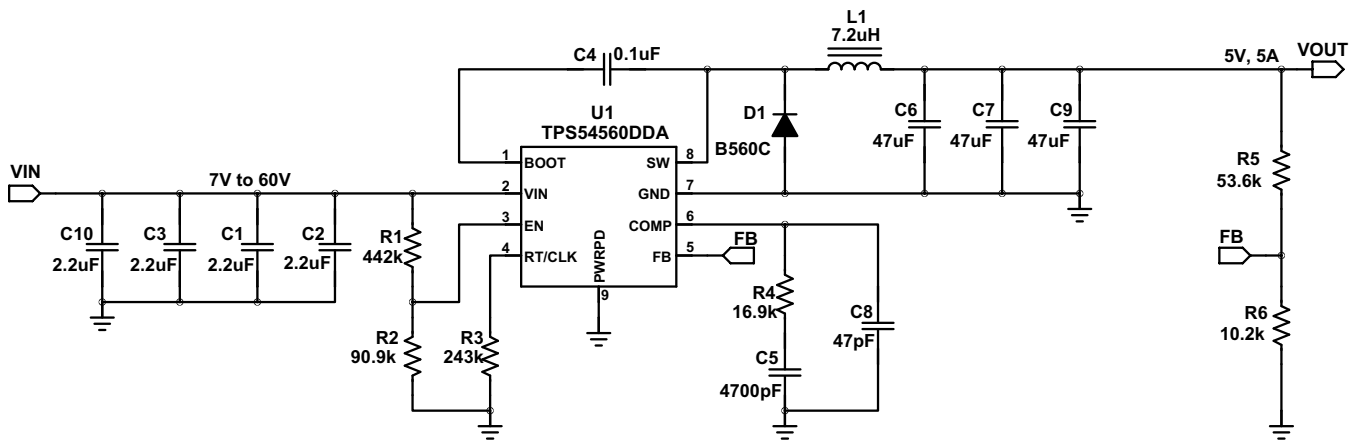 L1
7.2uH
C4
0.1uF
5V, 5A
VOUT
U1
TPS54560DDA
D1
B560C
C6
47uF
C7
47uF
C9
47uF
1
BOOT
SW
8
VIN
7V to 60V
2
VIN
GND
7
R5
53.6k
3
EN
COMP
6
4
RT/CLK
FB
5
FB
PWRPD
9
C10
2.2uF
C3
2.2uF
C1
2.2uF
C2
2.2uF
R1
442k
FB
R4
16.9k
C8
47pF
R6
10.2k
R2
90.9k
R3
243k
C5
4700pF